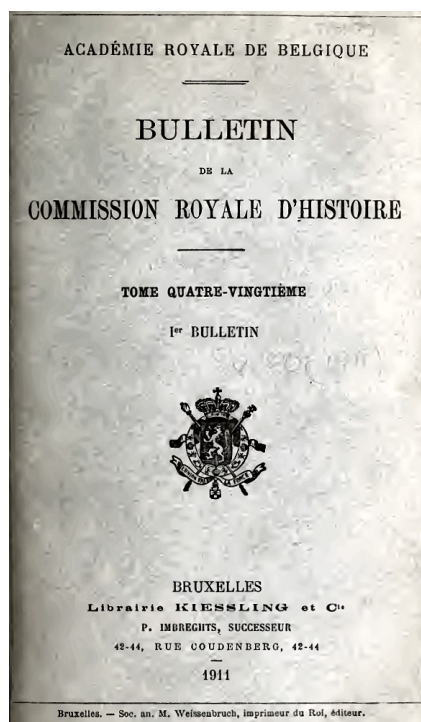 ACADÉMIE ROYALE DE BELGIQUE
BULLETIN
DE LA
COMMISSION ROYALE D'HISTOIRE
TOME QUATRE-VINGTIÈME
Ier BULLETIN
BRUXELLES
Librairie KIESSLING et Cie
P. IMBREGHTS, SUCCESSEUR
42-44, RUE COUDENBERG, 42-44
1911
Bruxelles. — Soc. an. M. Weissenbruch, imprimeur du Roi, éditeur.